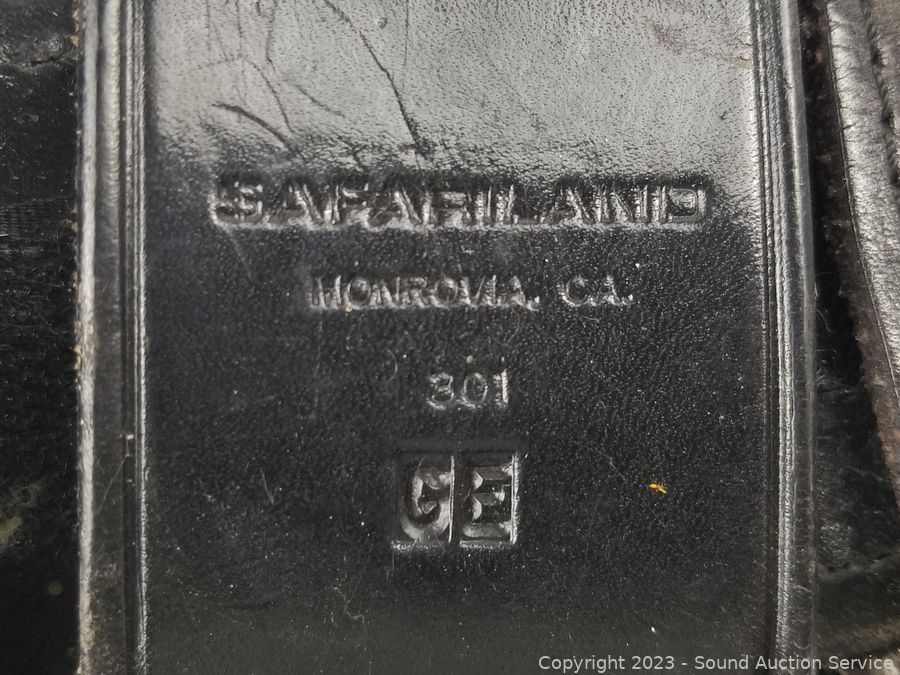 SAFARILAND
MONROVIA, CA.
301
GE
Copyright 2023 - Sound Auction Service